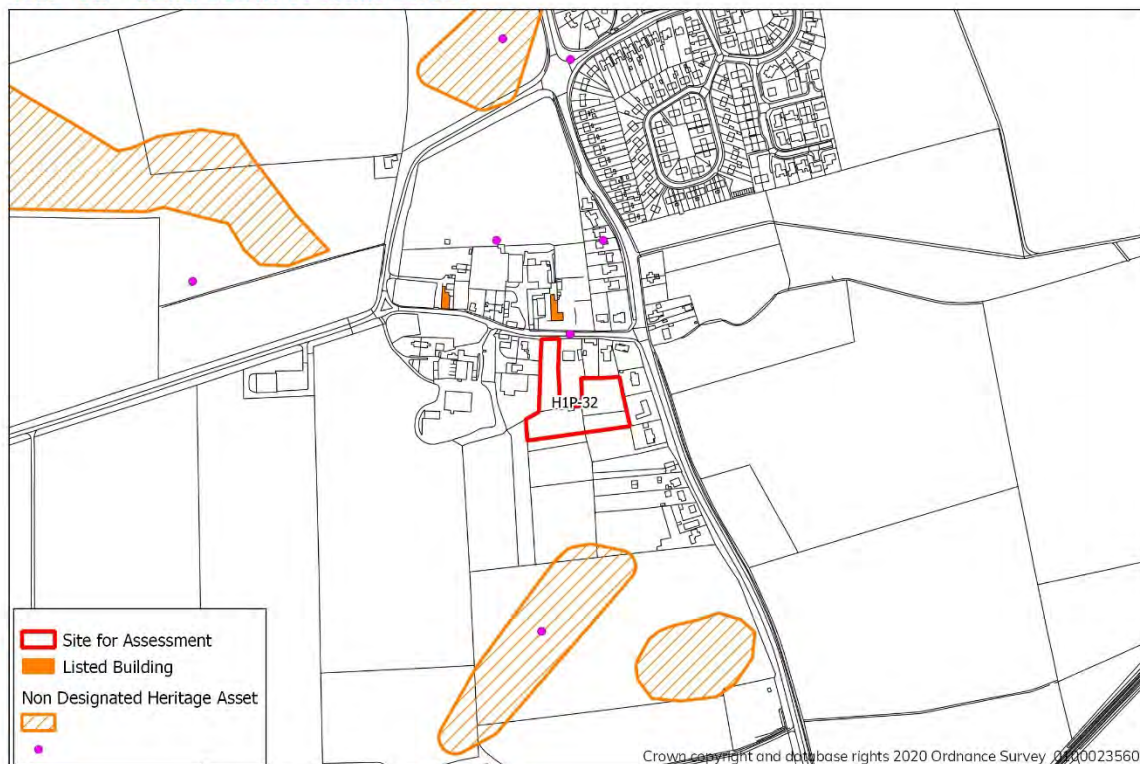 H1P-32
Site for Assessment
Listed Building
Non Designated Heritage Asset
Crown copyright and database rights 2020 Ordnance Survey 0100023560